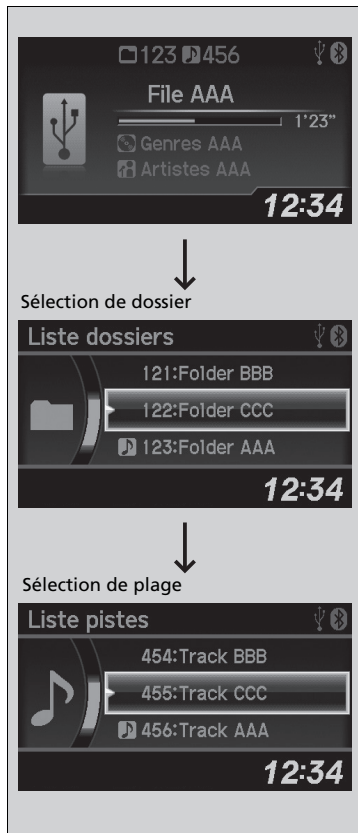 123 456
File AAA
1'23"
Genres AAA
Artistes AAA
12:34
Sélection de dossier
Liste dossiers
121:Folder BBB
122:Folder CCC
123:Folder AAA
12:34
Sélection de plage
Liste pistes
454:Track BBB
455:Track CCC
456:Track AAA
12:34